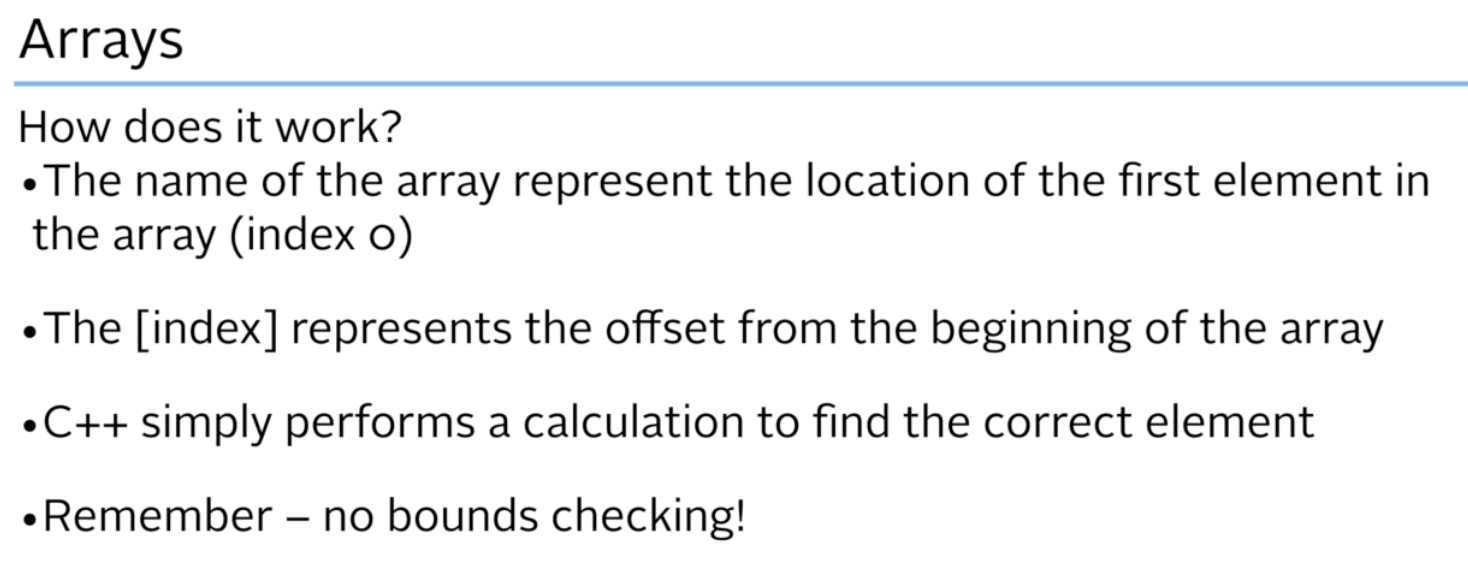 Arrays
How does it work?
•The name of the array represent the location of the first element in
the array (index 0)
•The [index] represents the offset from the beginning of the array
•C++ simply performs a calculation to find the correct element
•Remember – no bounds checking!